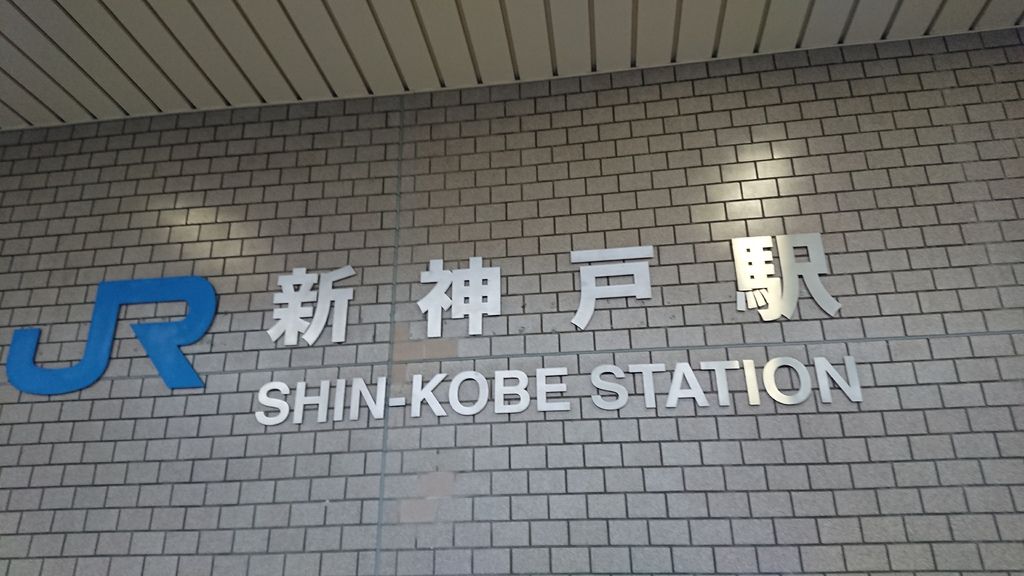 JR 新神戸駅
SHIN-KOBE STATION